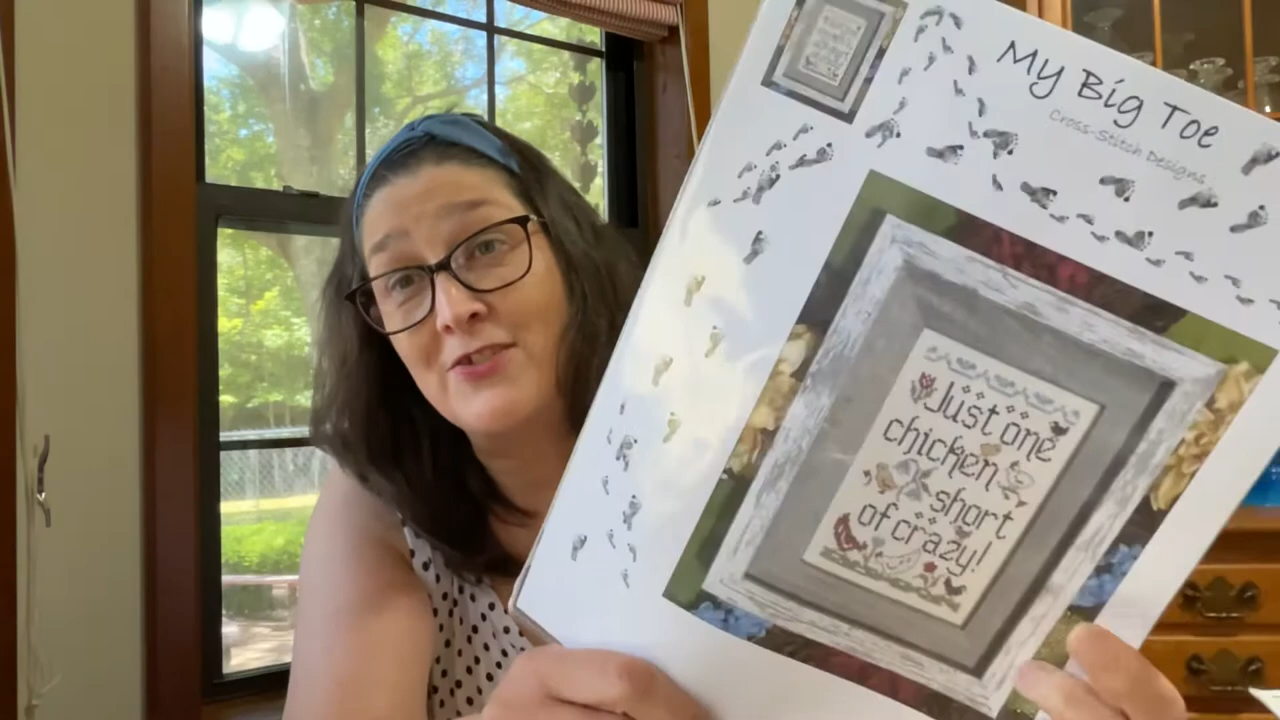 My Big Toe
Cross-Stitch Designs
Just one
chicken
short
of crazy!